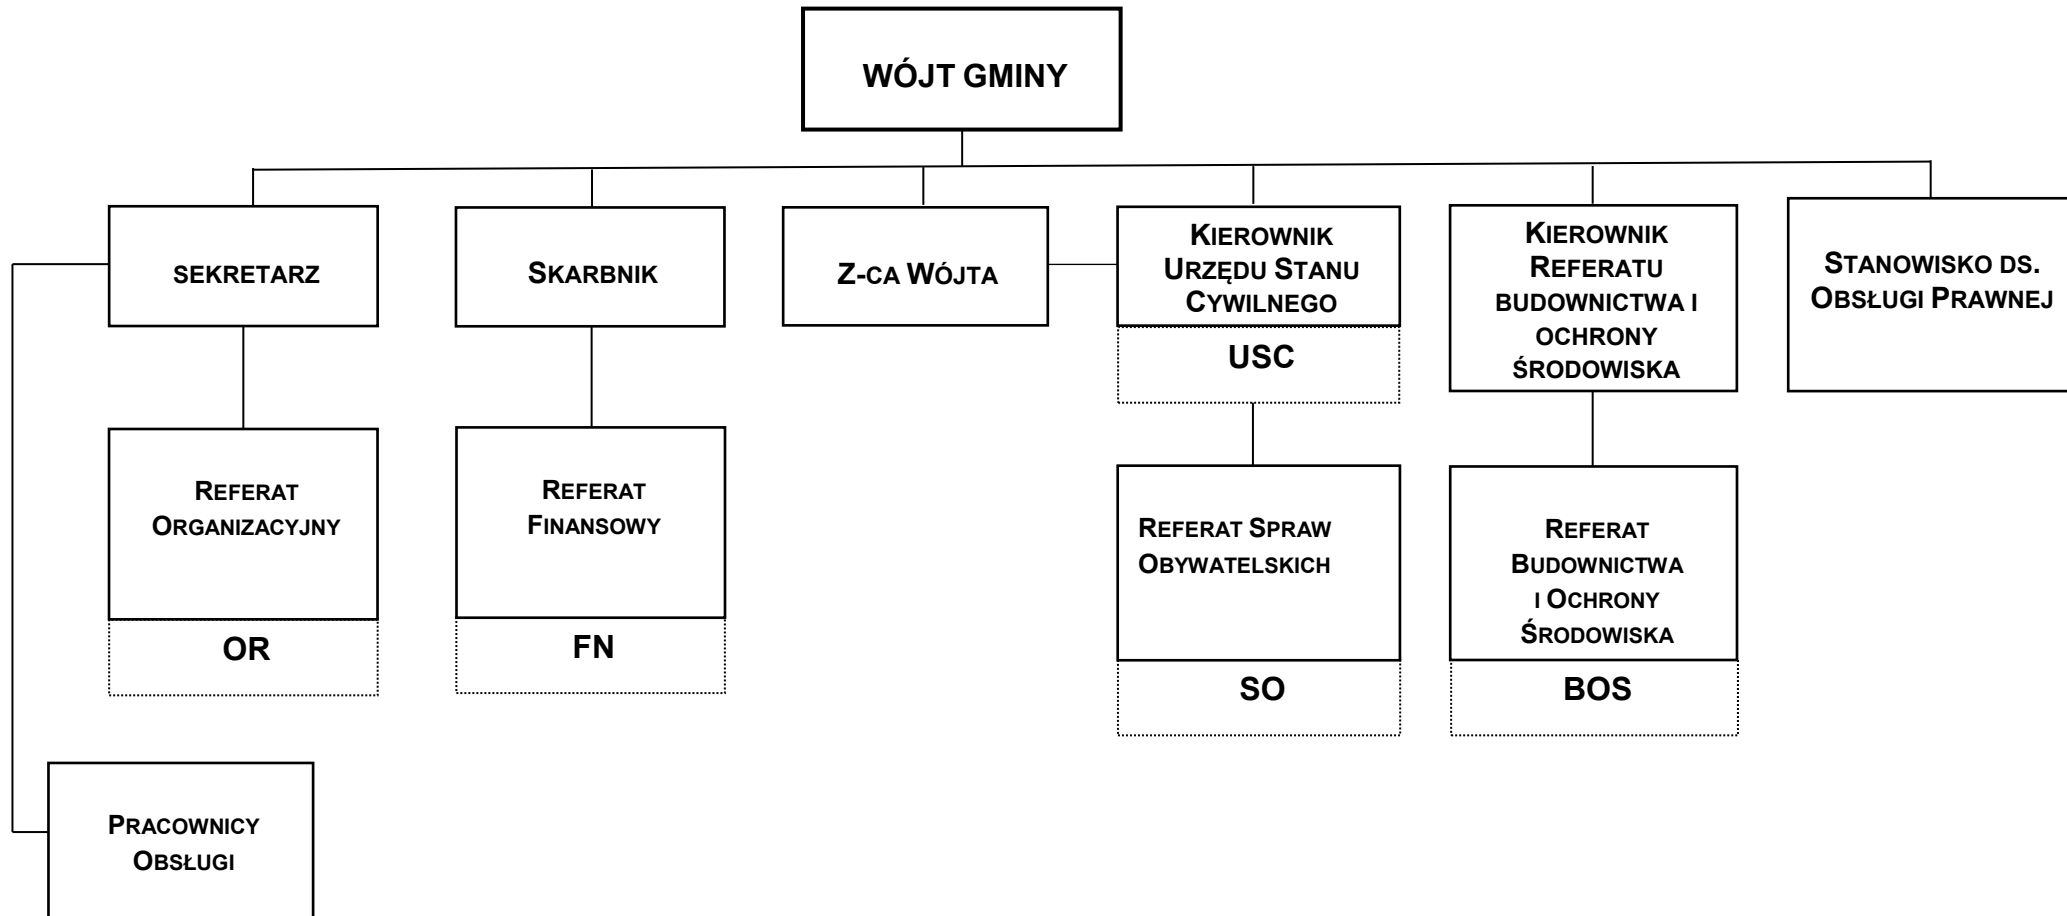 WÓJT GMINY
SEKRETARZ
SKARBNIK
Z-CA WÓJTA
KIEROWNIK
URZĘDU STANU
CYWILNEGO
USC
KIEROWNIK
REFERATU
BUDOWNICTWA I
OCHRONY
ŚRODOWISKA
STANOWISKO DS.
OBSŁUGI PRAWNEJ
REFERAT
ORGANIZACYJNY
OR
REFERAT
FINANSOWY
FN
REFERAT SPRAW
OBYWATELSKICH
SO
REFERAT
BUDOWNICTWA
I OCHRONY
ŚRODOWISKA
BOS
PRACOWNICY
OBSŁUGI